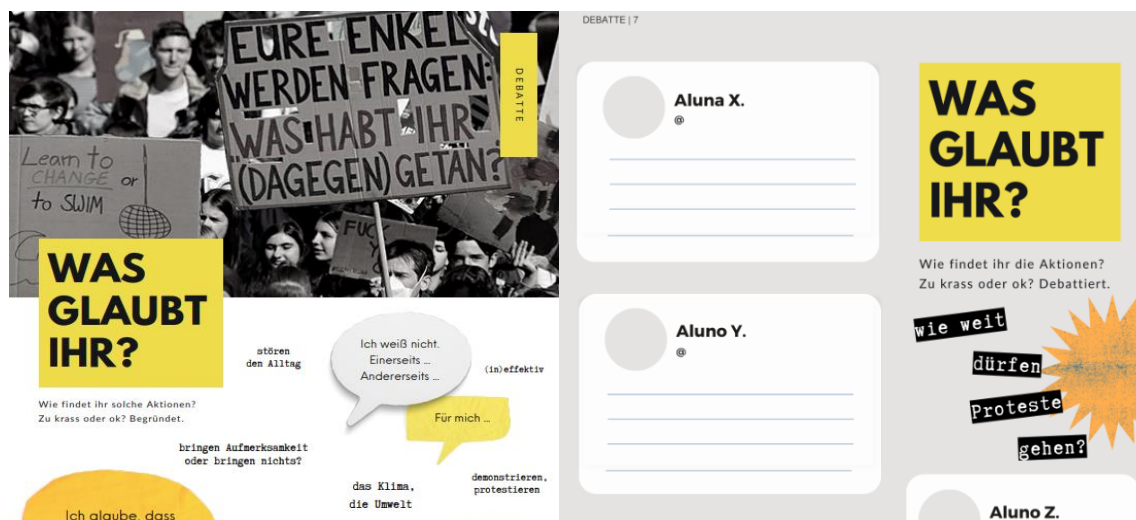 EURE ENKEL
WERDEN FRAGEN:
WAS HABT IHR
(DAGEGEN) GETAN?
DEBATTE
Learn to
CHANGE or
to SWIM
WAS
GLAUBT
IHR?
Wie findet ihr solche Aktionen?
Zu krass oder ok? Begründet.
stören
den Alltag
Ich weiß nicht.
Einerseits ...
Andererseits ...
(in)effektiv
Für mich ...
bringen Aufmerksamkeit
oder bringen nichts?
das Klima,
die Umwelt
demonstrieren,
protestieren
Ich glaube, dass
DEBATTE | 7
Aluna X.
@
Aluno Y.
@
WAS
GLAUBT
IHR?
Wie findet ihr die Aktionen?
Zu krass oder ok? Debattiert.
wie weit
dürfen
Proteste
gehen?
Aluno Z.